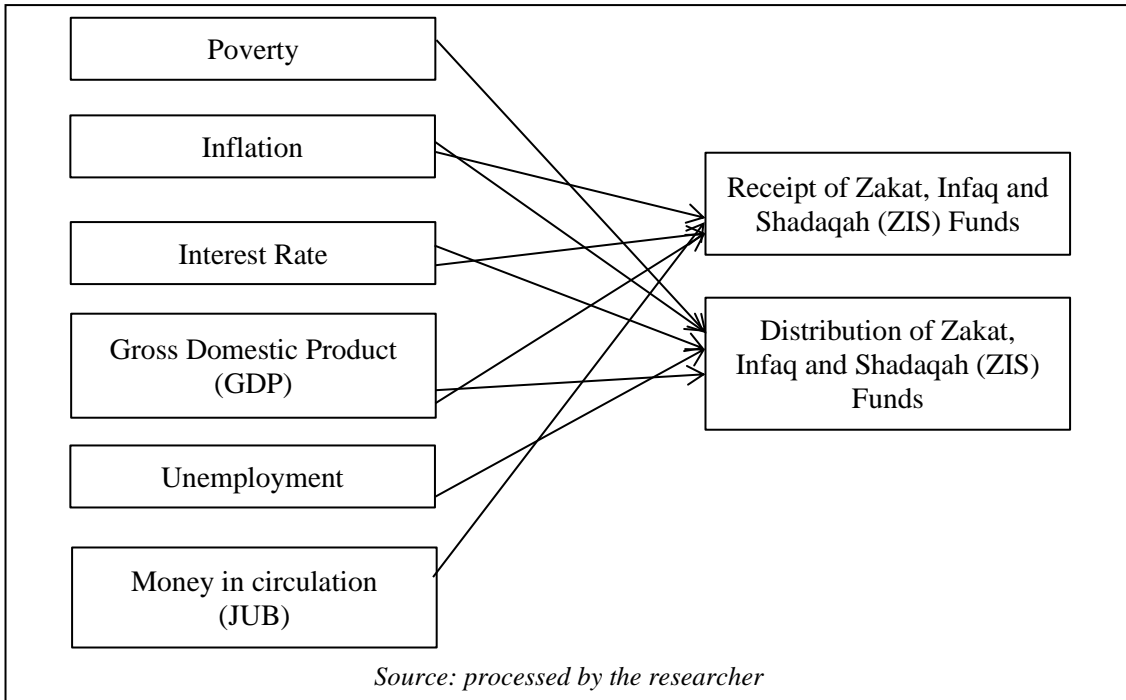 Poverty
Inflation
Interest Rate
Gross Domestic Product
(GDP)
Unemployment
Money in circulation
(JUB)
Receipt of Zakat, Infaq and
Shadaqah (ZIS) Funds
Distribution of Zakat,
Infaq and Shadaqah (ZIS)
Funds
Source: processed by the researcher